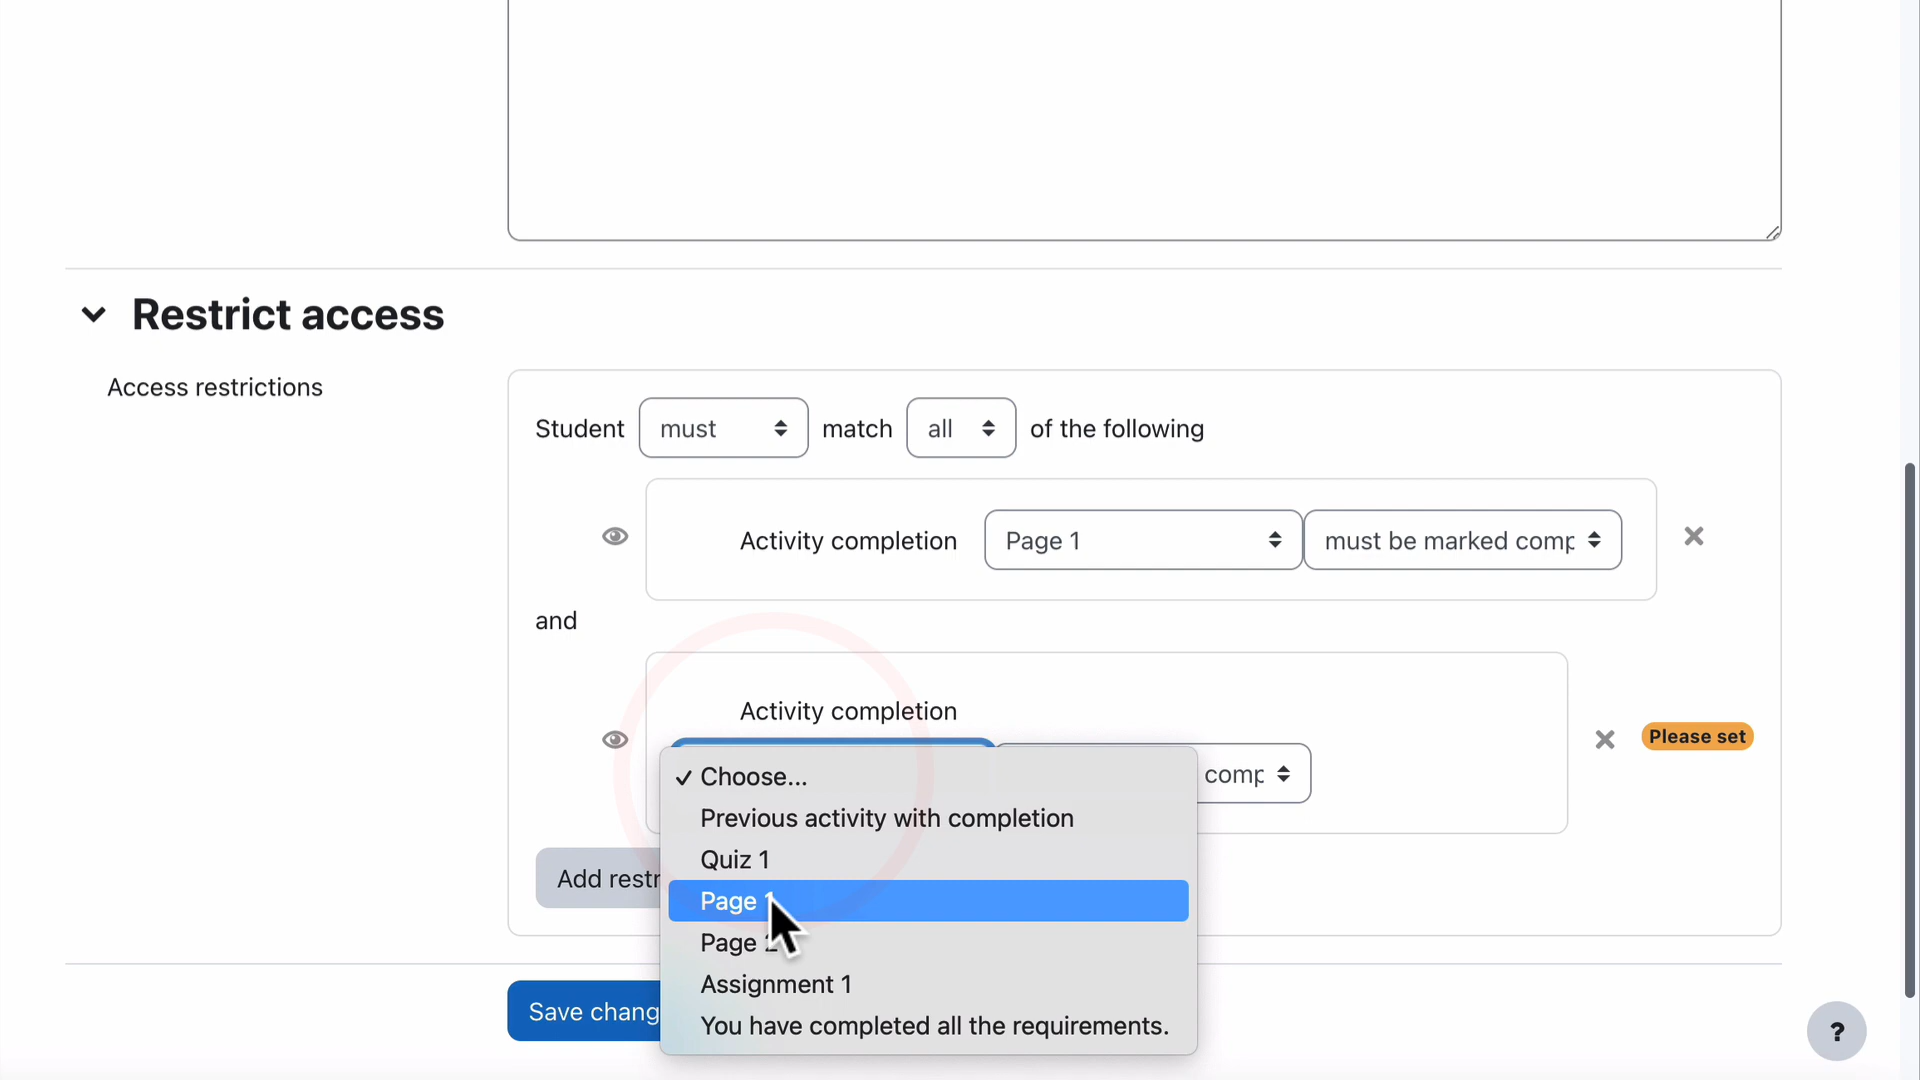 Restrict access
Access restrictions
Student must match all of the following
Activity completion Page 1 must be marked comp
and
Activity completion
Please set
✓ Choose... comp
Previous activity with completion
Quiz 1
Add restr
Page 1
Page 2
Assignment 1
Save chang
You have completed all the requirements.
?